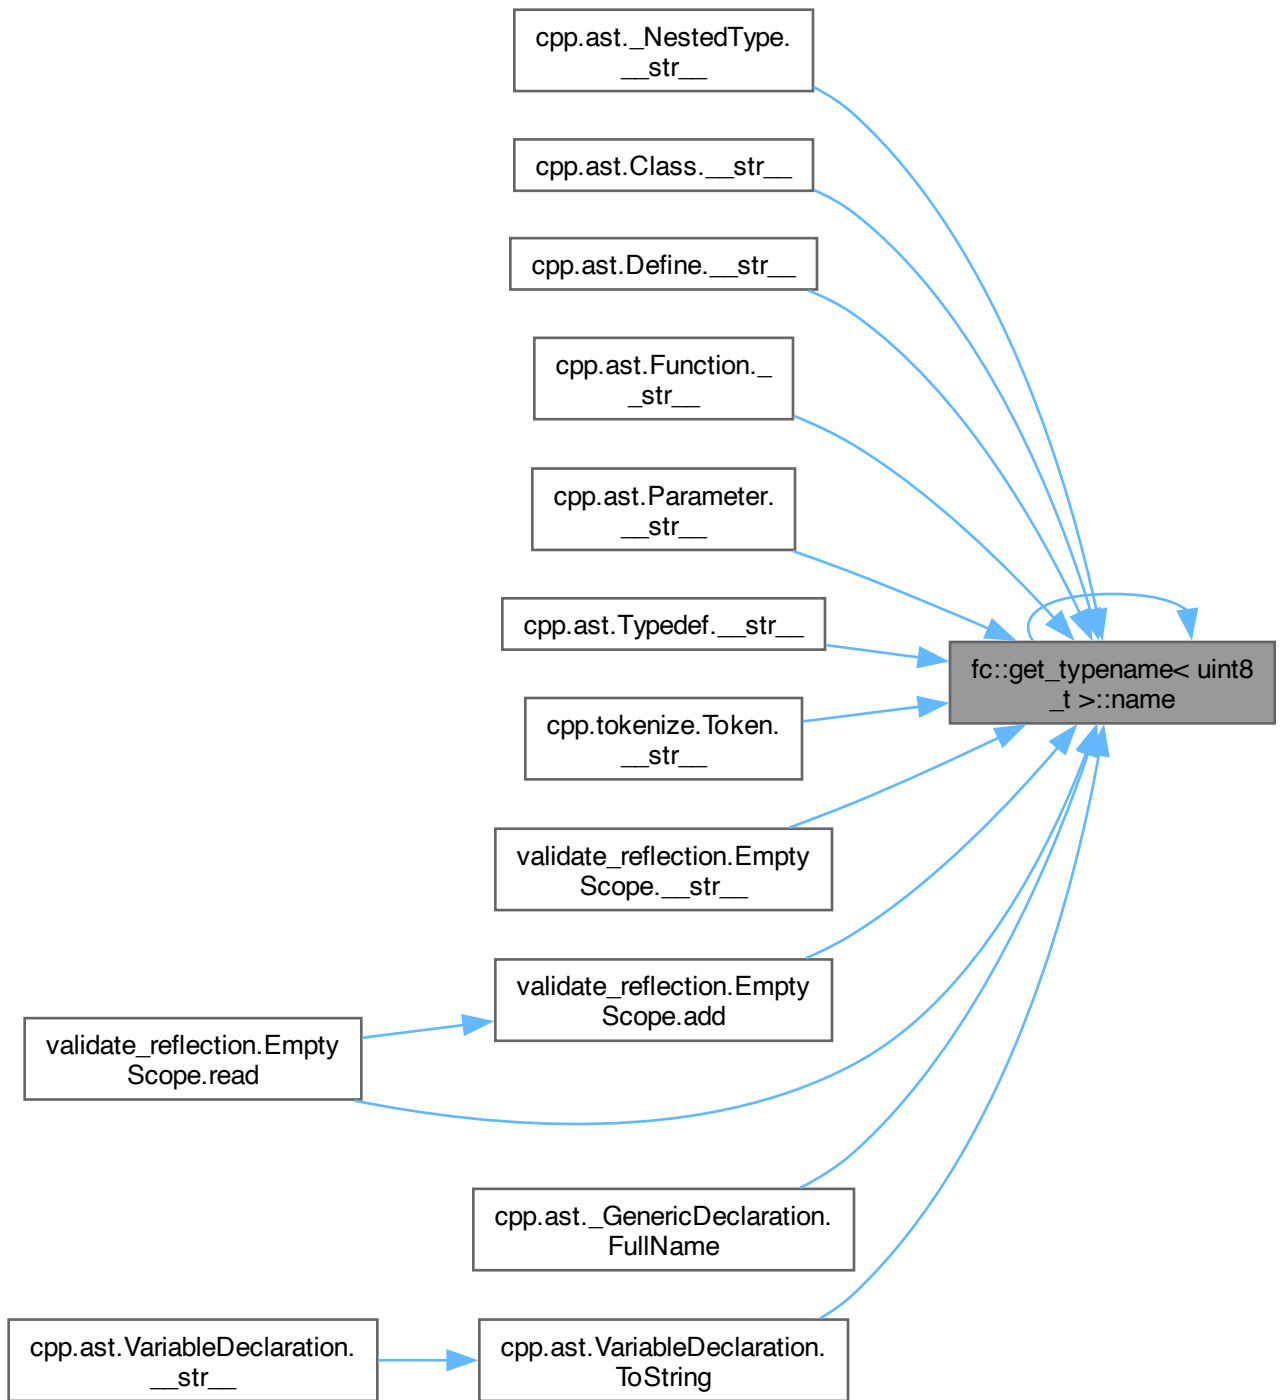 cpp.ast._NestedType.
__str__
cpp.ast.Class.__str__
cpp.ast.Define.__str__
cpp.ast.Function._
_str__
cpp.ast.Parameter.
__str__
cpp.ast.Typedef.__str__
fc::get_typename< uint8
_t >::name
cpp.tokenize.Token.
__str__
validate_reflection.Empty
Scope.__str__
validate_reflection.Empty
Scope.add
validate_reflection.Empty
Scope.read
cpp.ast._GenericDeclaration.
FullName
cpp.ast.VariableDeclaration.
__str__
cpp.ast.VariableDeclaration.
ToString